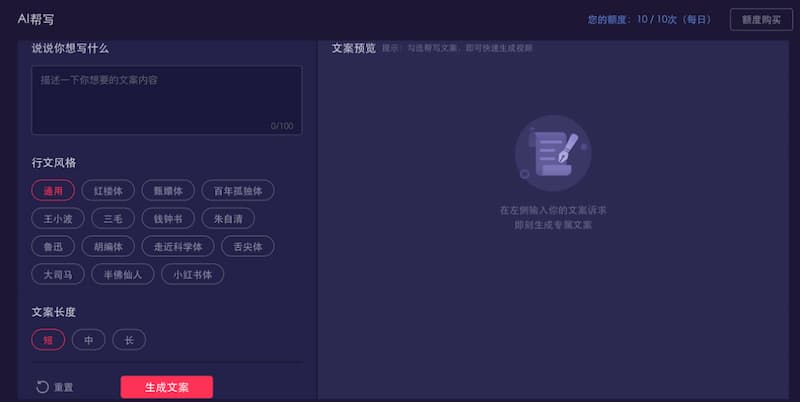 AI帮写
您的额度：10 / 10次（每日）
额度购买
说说你想写什么
文案预览 提示：勾选帮写文案，即可快速生成视频
描述一下你想要的文案内容
0/100
行文风格
通用 红楼体 甄嬛体 百年孤独体
王小波 三毛 钱钟书 朱自清
鲁迅 胡编体 走近科学体 舌尖体
大司马 半佛仙人 小红书体
在左侧输入你的文案诉求
即刻生成专属文案
文案长度
短 中 长
重置 生成文案